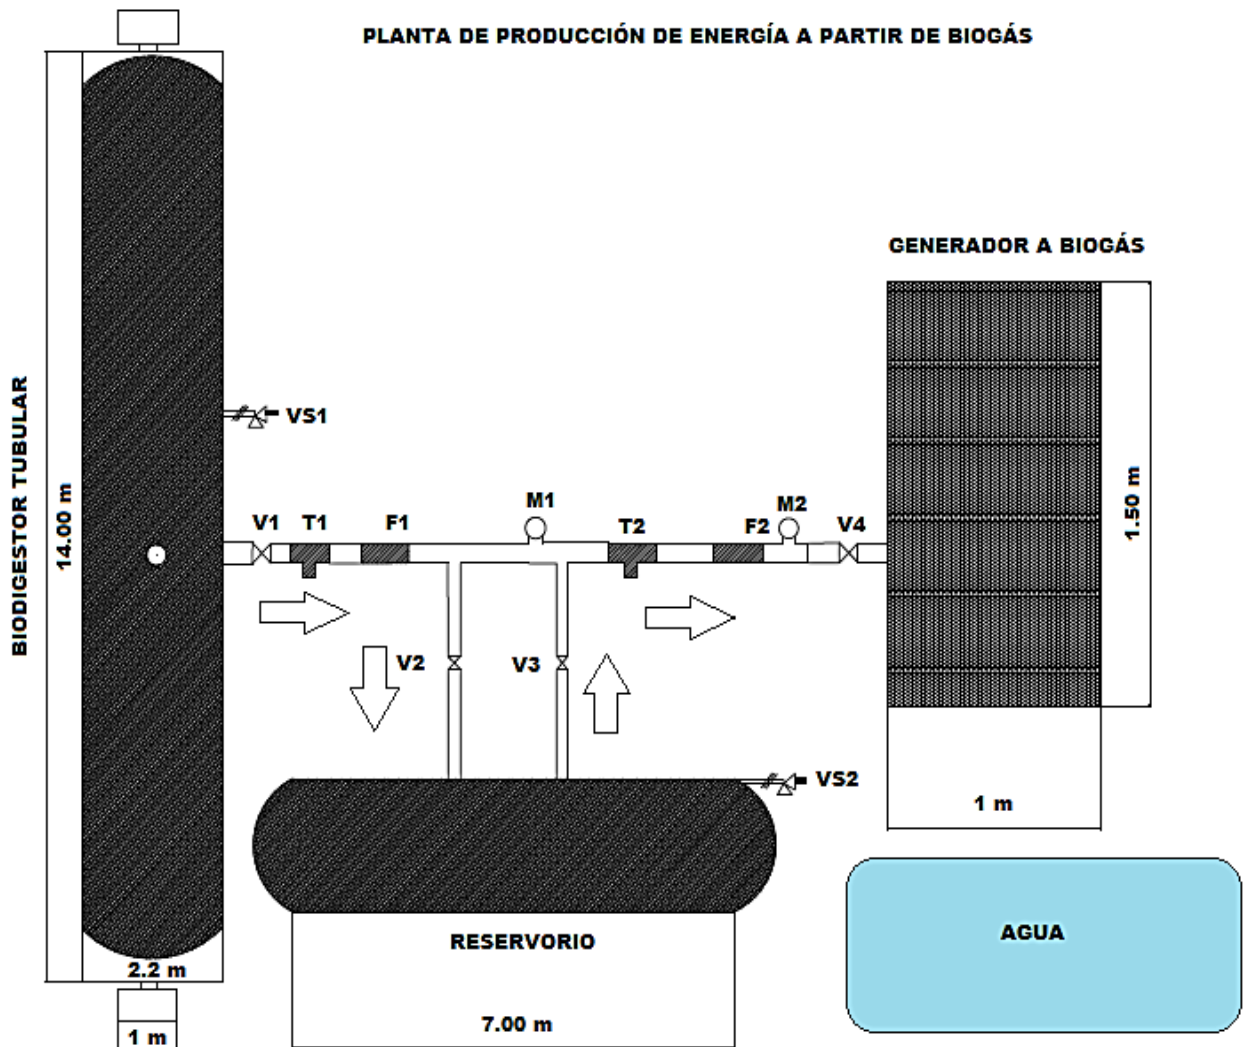 PLANTA DE PRODUCCIÓN DE ENERGÍA A PARTIR DE BIOGÁS
GENERADOR A BIOGÁS
BIODIGESTOR TUBULAR
14.00 m
VS1
V1
T1
F1
M1
T2
F2
M2
V4
1.50 m
V2
V3
VS2
1 m
RESERVORIO
AGUA
2.2 m
7.00 m
1 m